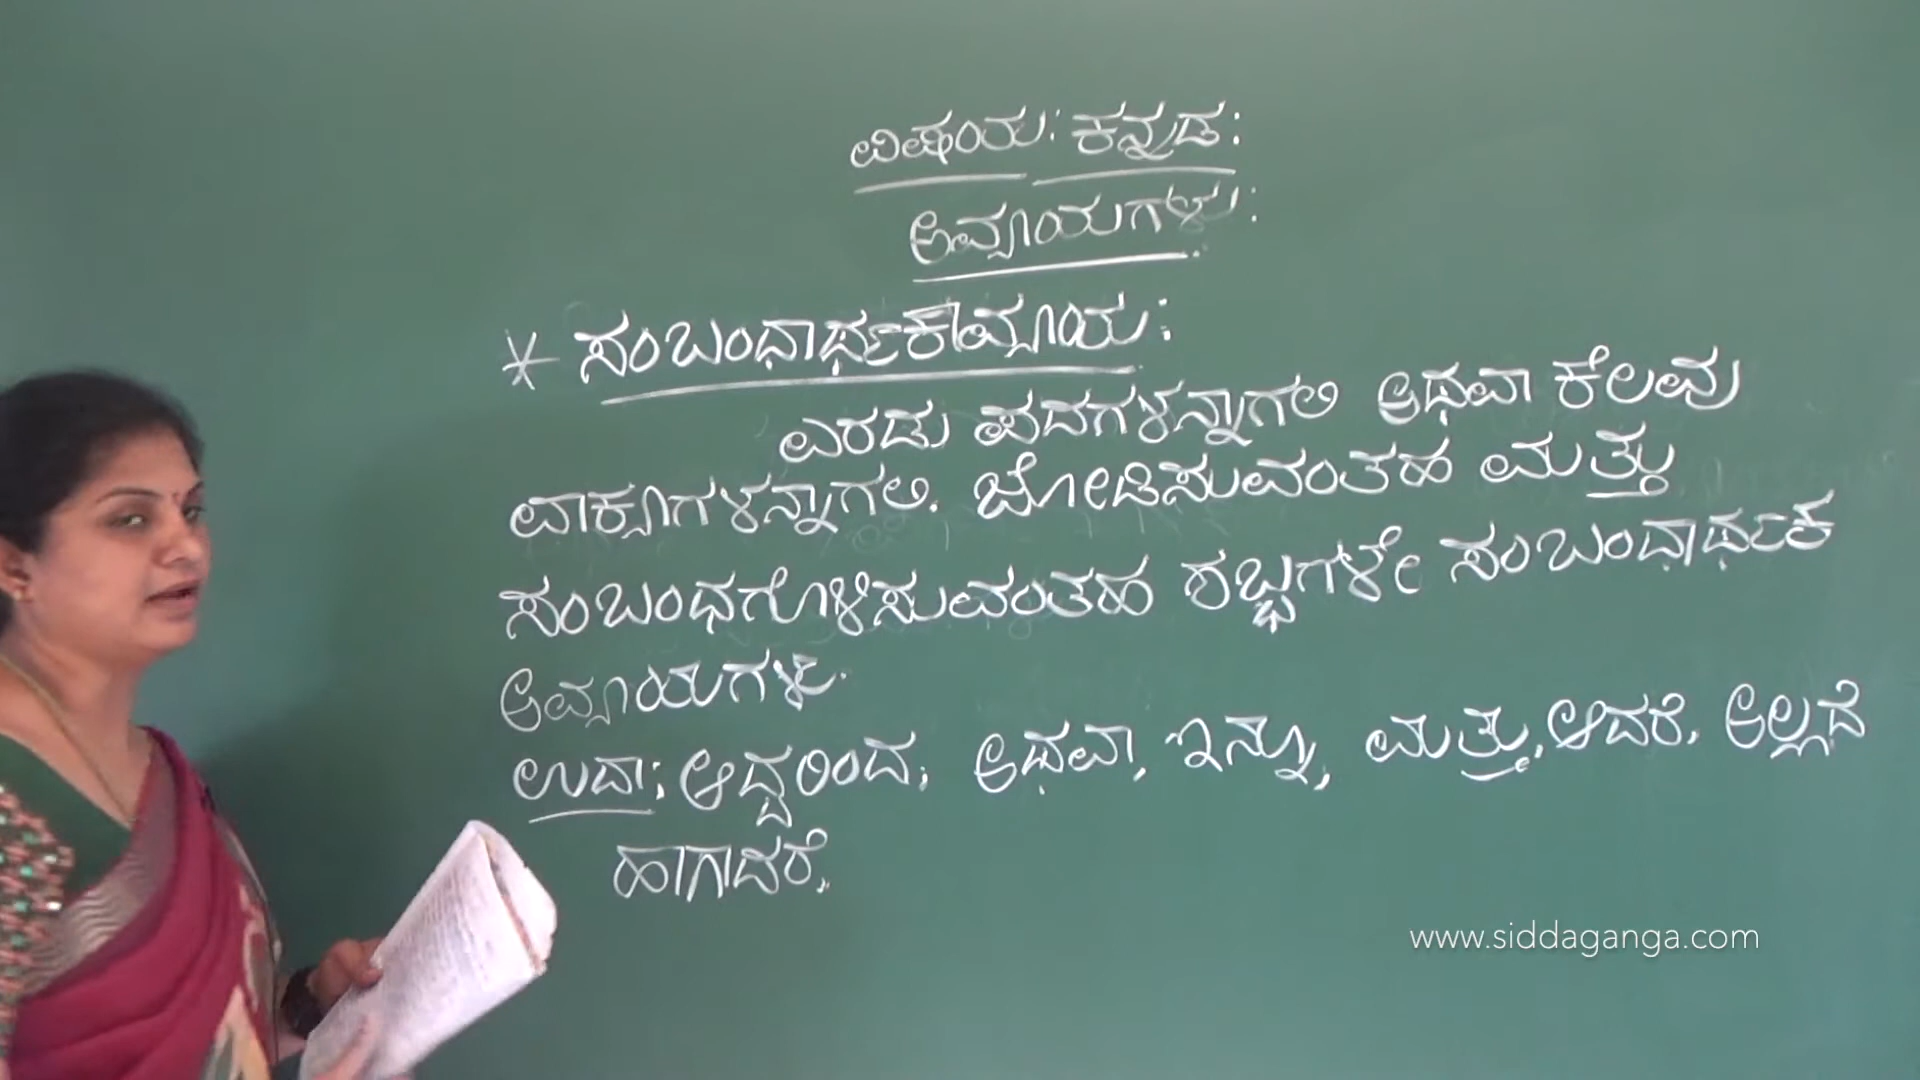 ವಿಷಯ: ಕನ್ನಡ:
ಅವ್ಯಯಗಳು:
* ಸಂಬಂಧಾರ್ಥಕಾವ್ಯಯ:
ಎರಡು ಪದಗಳನ್ನಾಗಲಿ ಅಥವಾ ಕೆಲವು
ವಾಕ್ಯಗಳನ್ನಾಗಲಿ. ಜೋಡಿಸುವಂತಹ ಮತ್ತು
ಸಂಬಂಧಗೊಳಿಸುವಂತಹ ಶಬ್ಧಗಳೇ ಸಂಬಂಧಾರ್ಥಕ
ಅವ್ಯಯಗಳು.
ಉದಾ: ಆದ್ದರಿಂದ, ಅಥವಾ, ಇನ್ನೂ, ಮತ್ತು, ಆದರೆ, ಅಲ್ಲದೆ
ಹಾಗಾದರೆ,
www.siddaganga.com